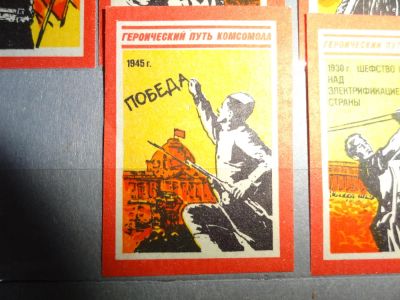 ГЕРОИЧЕСКИЙ ПУТЬ КОМСОМОЛА
1945 г.
ПОБЕДА
ГЕРОИЧЕСКИЙ ПУТЬ
1930 г. ШЕФСТВО
НАД
ЭЛЕКТРИФИКАЦИЕ
СТРАНЫ